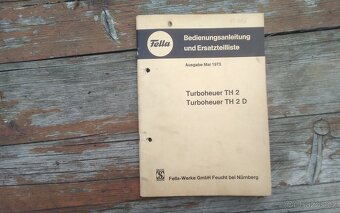 Fella
Bedienungsanleitung
und Ersatzteilliste
Ausgabe Mai 1973
Turboheuer TH 2
Turboheuer TH 2 D
Fella-Werke GmbH Feucht bei Nürnberg